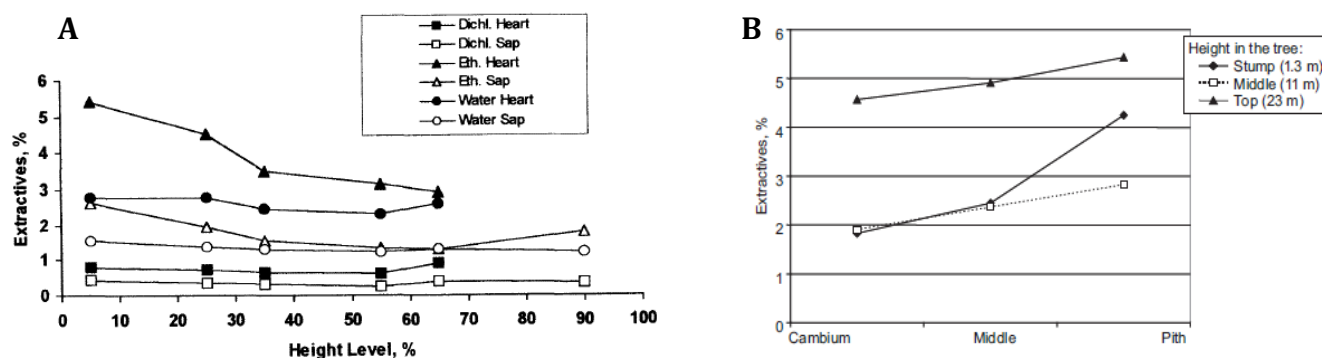 A
Dichl. Heart
Dichl. Sap
Eth. Heart
Eth. Sap
Water Heart
Water Sap
Extractives, %
6
5
4
3
2
1
0
0 10 20 30 40 50 60 70 80 90 100
Height Level, %
B
Height in the tree:
Stump (1.3 m)
Middle (11 m)
Top (23 m)
Extractives, %
6
5
4
3
2
1
0
Cambium Middle Pith